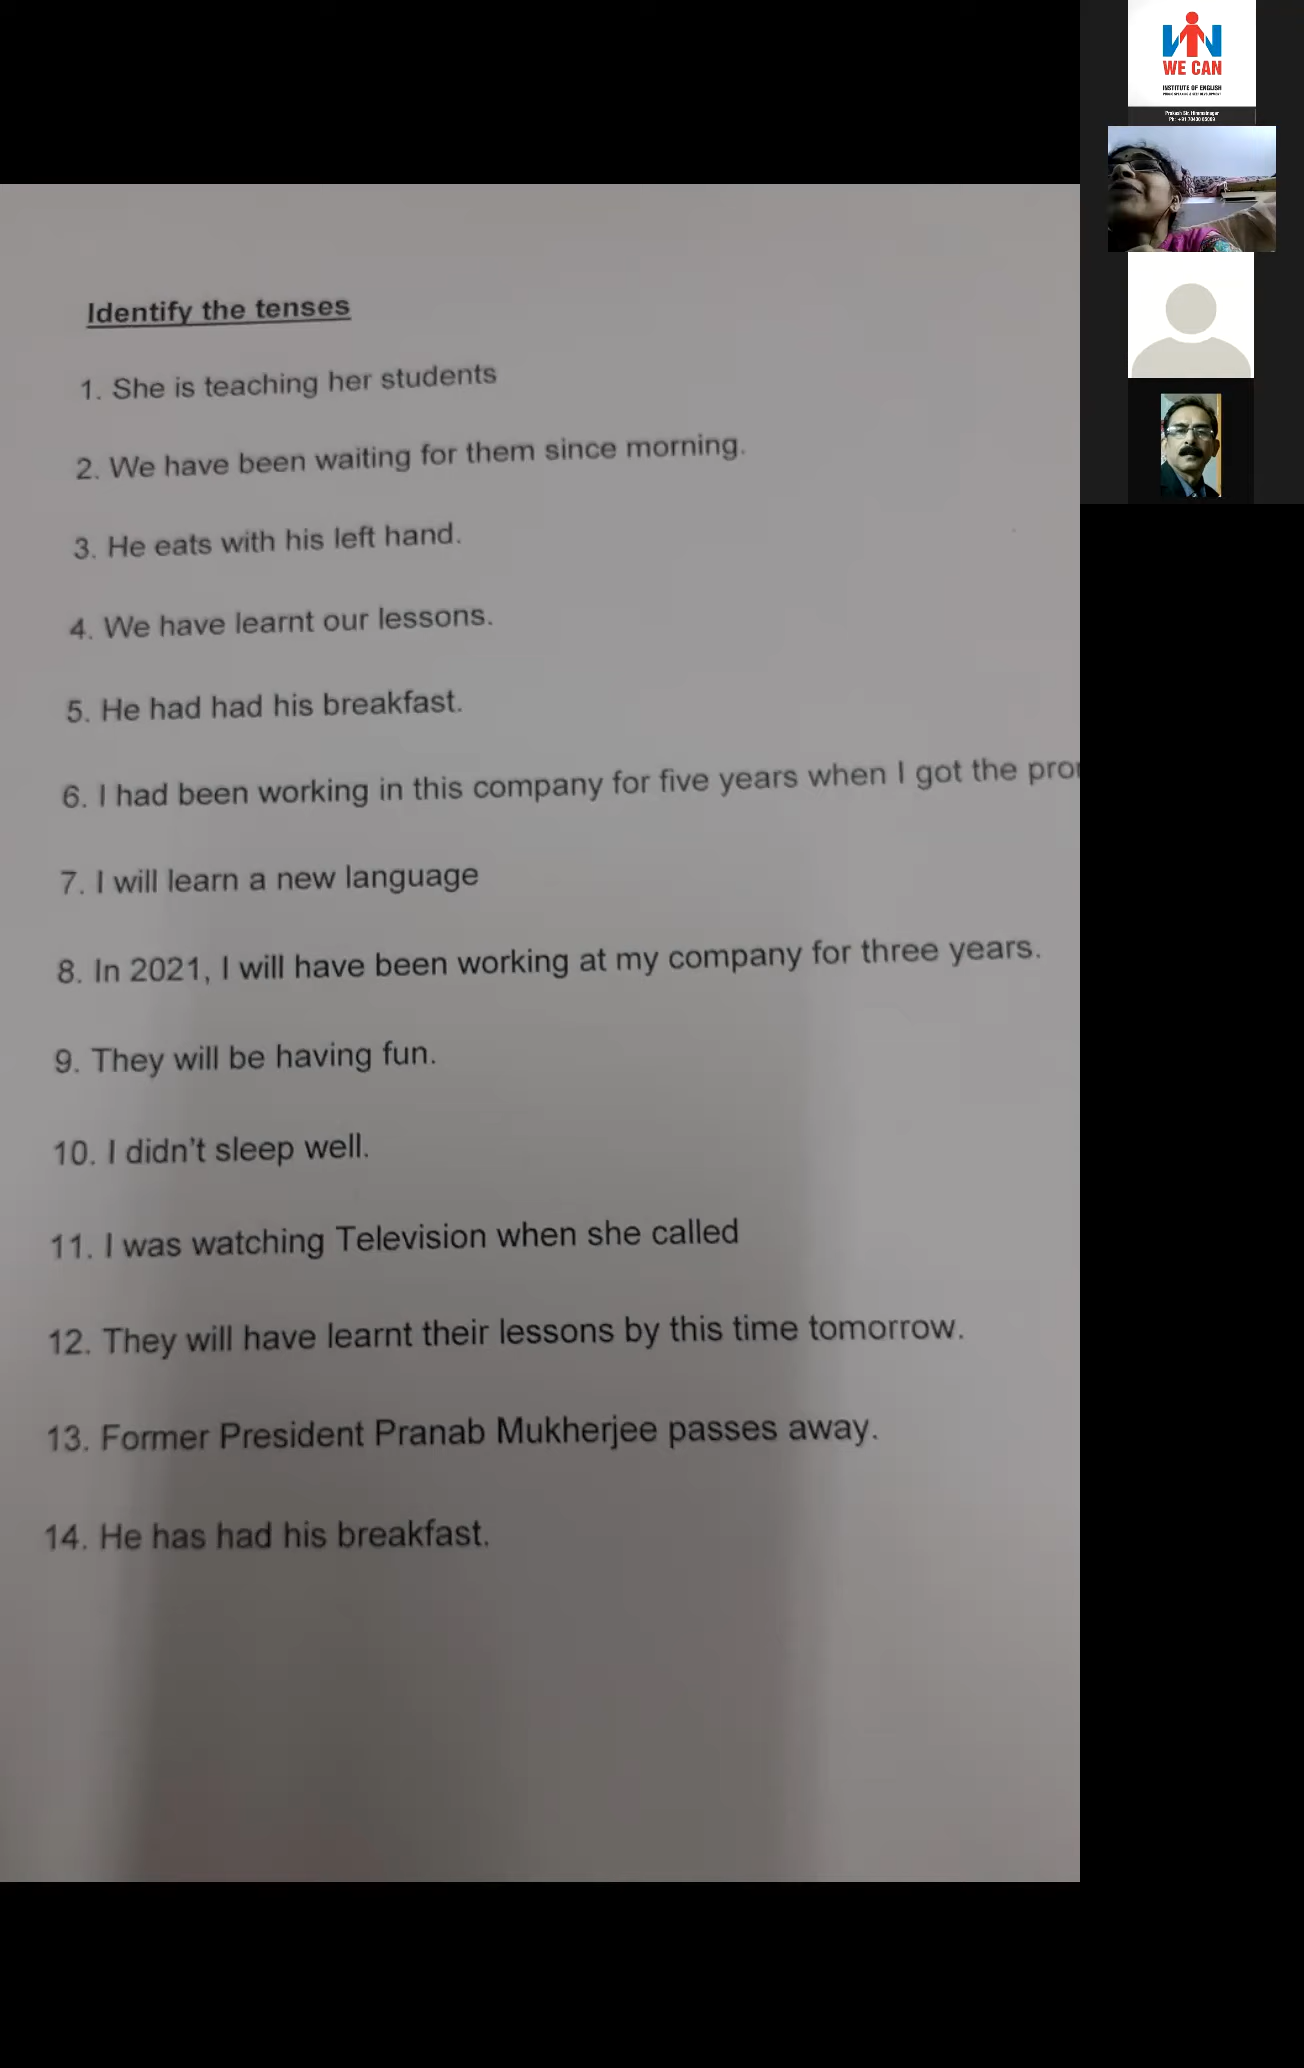 WE CAN
INSTITUTE OF ENGLISH
Prakash Sir, Himmatnagar
Identify the tenses
1. She is teaching her students
2. We have been waiting for them since morning.
3. He eats with his left hand.
4. We have learnt our lessons.
5. He had had his breakfast.
6. I had been working in this company for five years when I got the
7. I will learn a new language
8. In 2021, I will have been working at my company for three years.
9. They will be having fun.
10. I didn't sleep well.
11. I was watching Television when she called
12. They will have learnt their lessons by this time tomorrow.
13. Former President Pranab Mukherjee passes away.
14. He has had his breakfast.